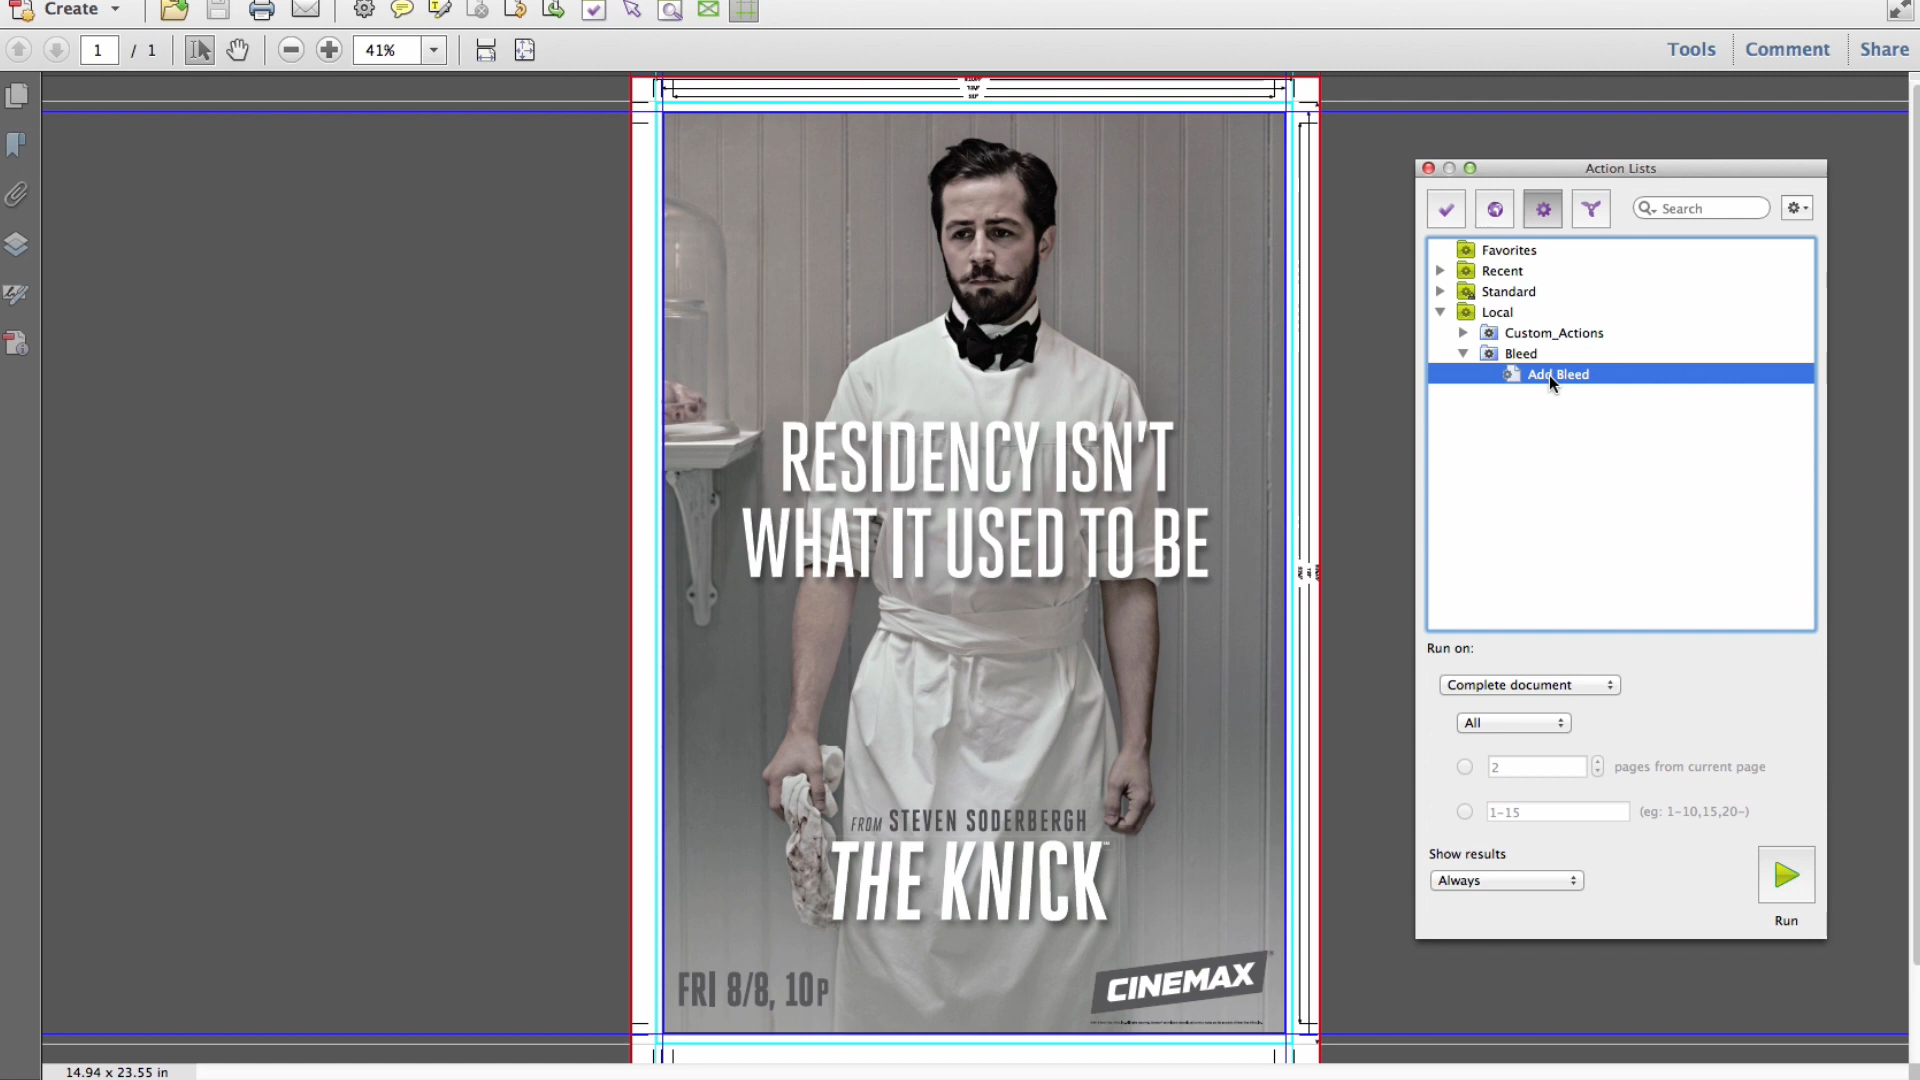 Create
1 / 1
41%
Tools
Comment
Share
RESIDENCY ISN'T
WHAT IT USED TO BE
FROM STEVEN SODERBERGH
THE KNICK
FRI 8/8, 10P
CINEMAX
14.94 x 23.55 in
Action Lists
Search
Favorites
Recent
Standard
Local
Custom_Actions
Bleed
Add Bleed
Run on:
Complete document
All
2 pages from current page
1-15 (eg: 1-10,15,20-)
Show results
Always
Run